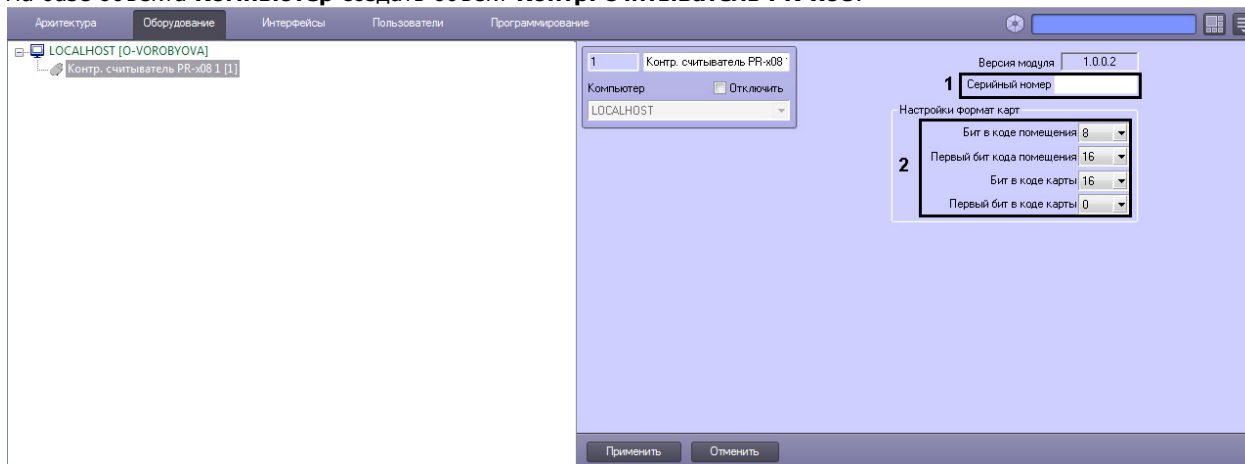 На базе объекта Компьютер создать объект Контр. считыватель PR-x08.
Архитектура Оборудование Интерфейсы Пользователи Программирование
LOCALHOST [O-VOROBYOVA]
Контр. считыватель PR-x08 1 [1]
1 Контр. считыватель PR-x08
Компьютер Отключить
LOCALHOST
Версия модуля 1.0.0.2
1 Серийный номер
Настройки формат карт
2
Бит в коде помещения 8
Первый бит кода помещения 16
Бит в коде карты 16
Первый бит в коде карты 0
Применить Отменить